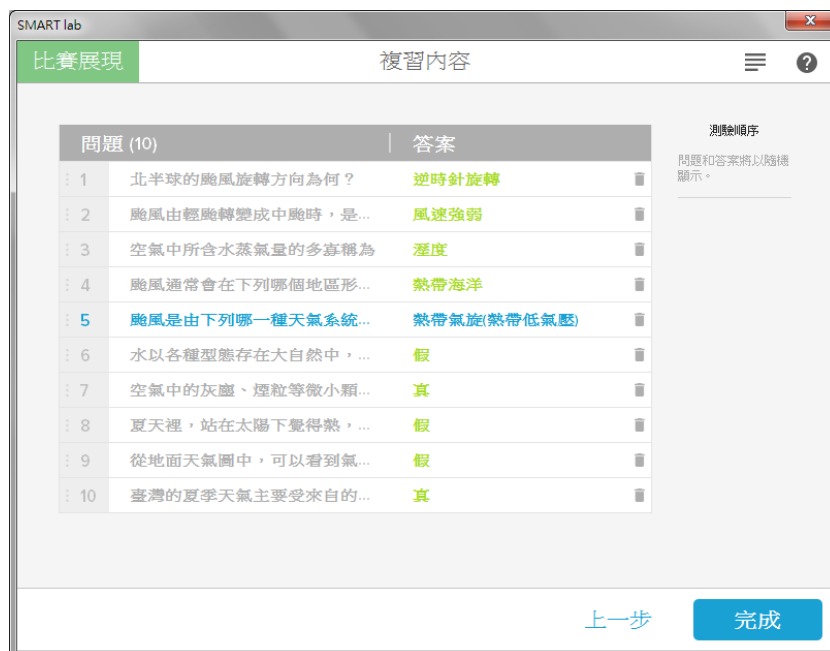 SMART lab
比賽展現
複習內容
問題 (10)
答案
1 北半球的颱風旋轉方向為何？ 逆時針旋轉
2 颱風由輕颱轉變成中颱時，是... 風速強弱
3 空氣中所含水蒸氣量的多寡稱為 溼度
4 颱風通常會在下列哪個地區形... 熱帶海洋
5 颱風是由下列哪一種天氣系統... 熱帶氣旋(熱帶低氣壓)
6 水以各種型態存在大自然中，... 假
7 空氣中的灰塵、煙粒等微小顆... 真
8 夏天裡，站在太陽下覺得熱，... 假
9 從地面天氣圖中，可以看到氣... 假
10 臺灣的夏季天氣主要受來自的... 真
測驗順序
問題和答案將以隨機
顯示。
上一步
完成